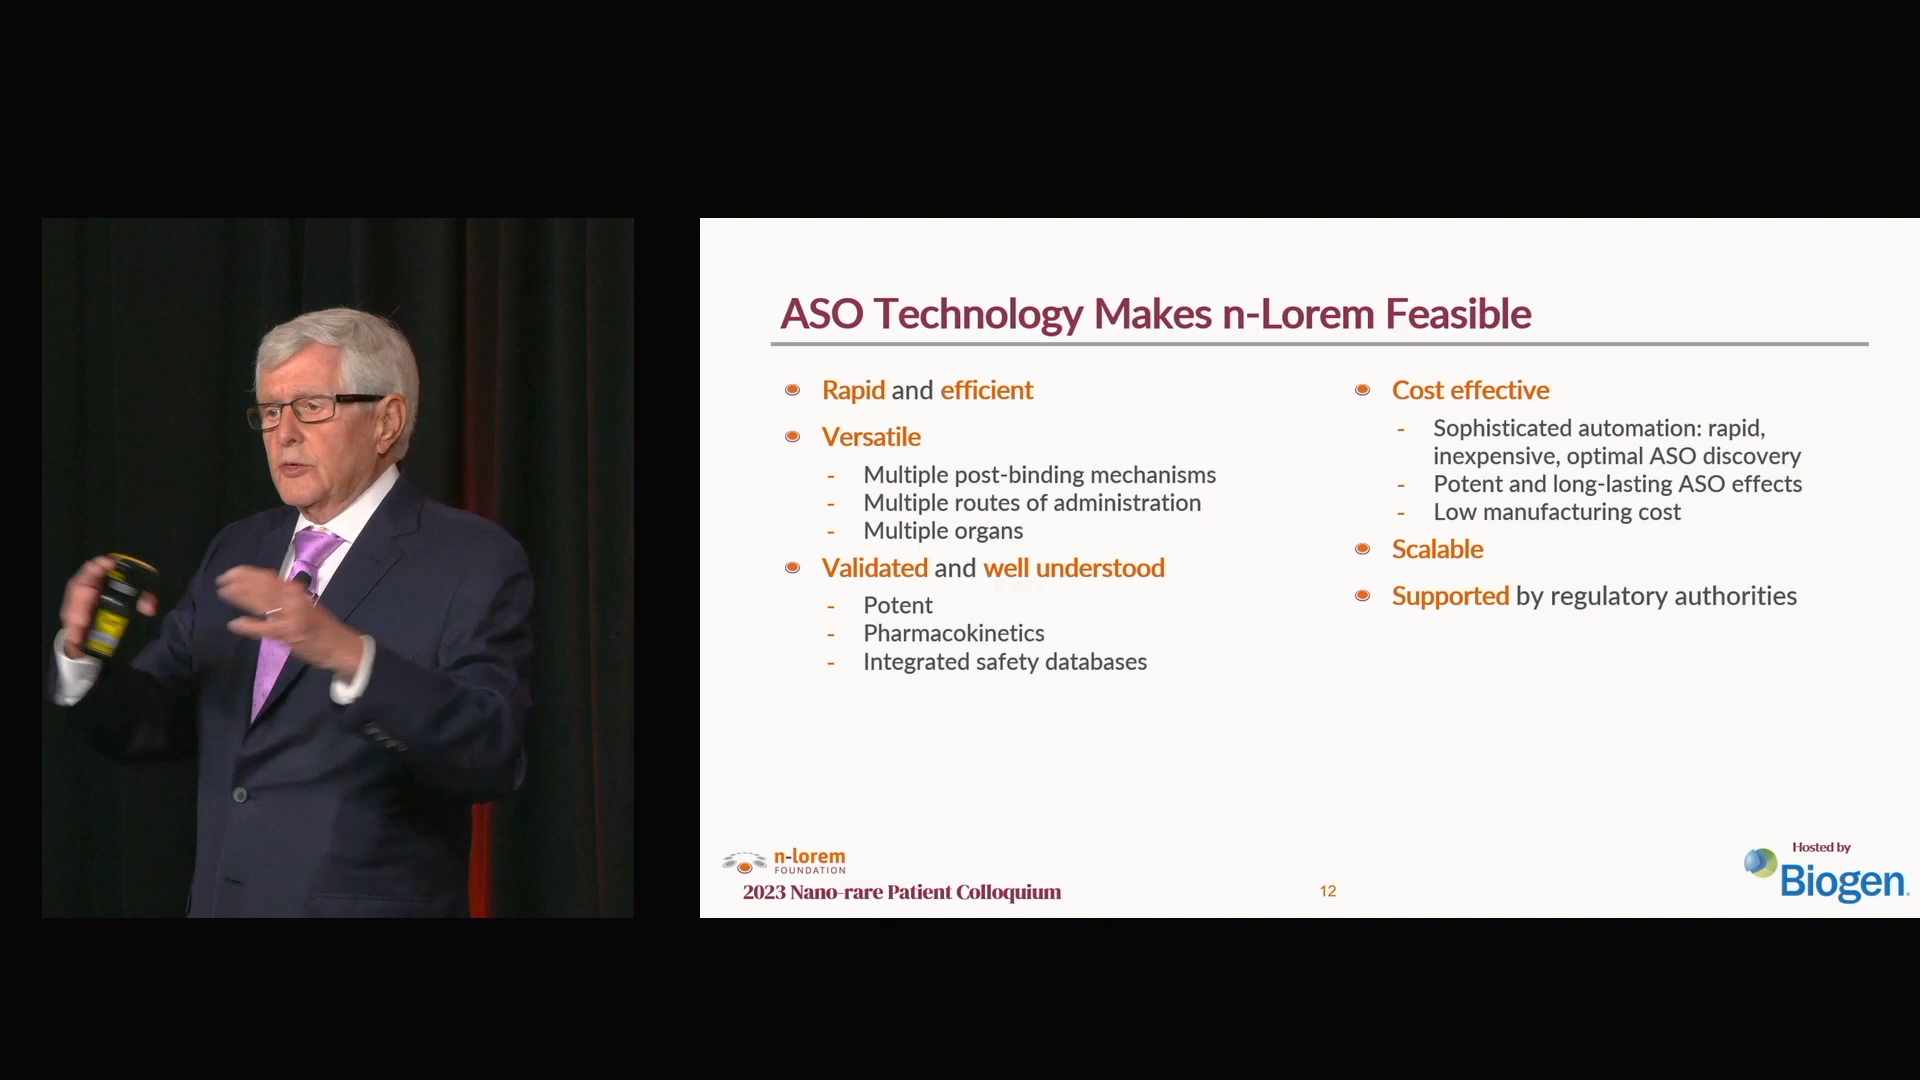 ASO Technology Makes n-Lorem Feasible
Rapid and efficient
Versatile
- Multiple post-binding mechanisms
- Multiple routes of administration
- Multiple organs
Validated and well understood
- Potent
- Pharmacokinetics
- Integrated safety databases
Cost effective
- Sophisticated automation: rapid,
inexpensive, optimal ASO discovery
- Potent and long-lasting ASO effects
- Low manufacturing cost
Scalable
Supported by regulatory authorities
n-lorem
FOUNDATION
2023 Nano-rare Patient Colloquium
12
Hosted by
Biogen.